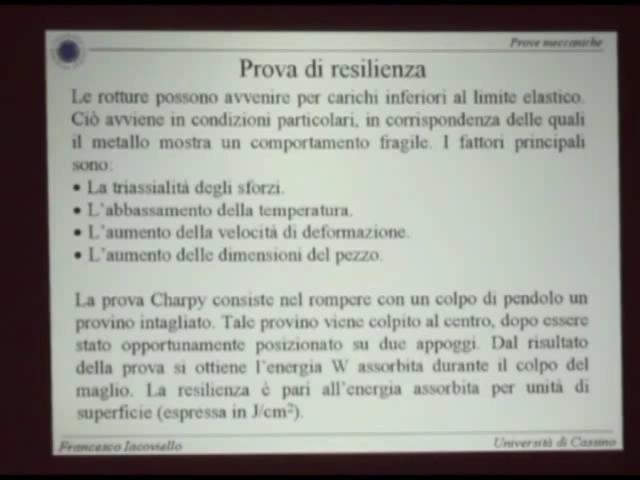 Prove meccaniche
Prova di resilienza
Le rotture possono avvenire per carichi inferiori al limite elastico.
Ciò avviene in condizioni particolari, in corrispondenza delle quali
il metallo mostra un comportamento fragile. I fattori principali
sono:
• La triassialità degli sforzi.
• L'abbassamento della temperatura.
• L'aumento della velocità di deformazione.
• L'aumento delle dimensioni del pezzo.
La prova Charpy consiste nel rompere con un colpo di pendolo un
provino intagliato. Tale provino viene colpito al centro, dopo essere
stato opportunamente posizionato su due appoggi. Dal risultato
della prova si ottiene l'energia W assorbita durante il colpo del
maglio. La resilienza è pari all'energia assorbita per unità di
superficie (espressa in J/cm²).
Francesco Iacoviello
Università di Cassino